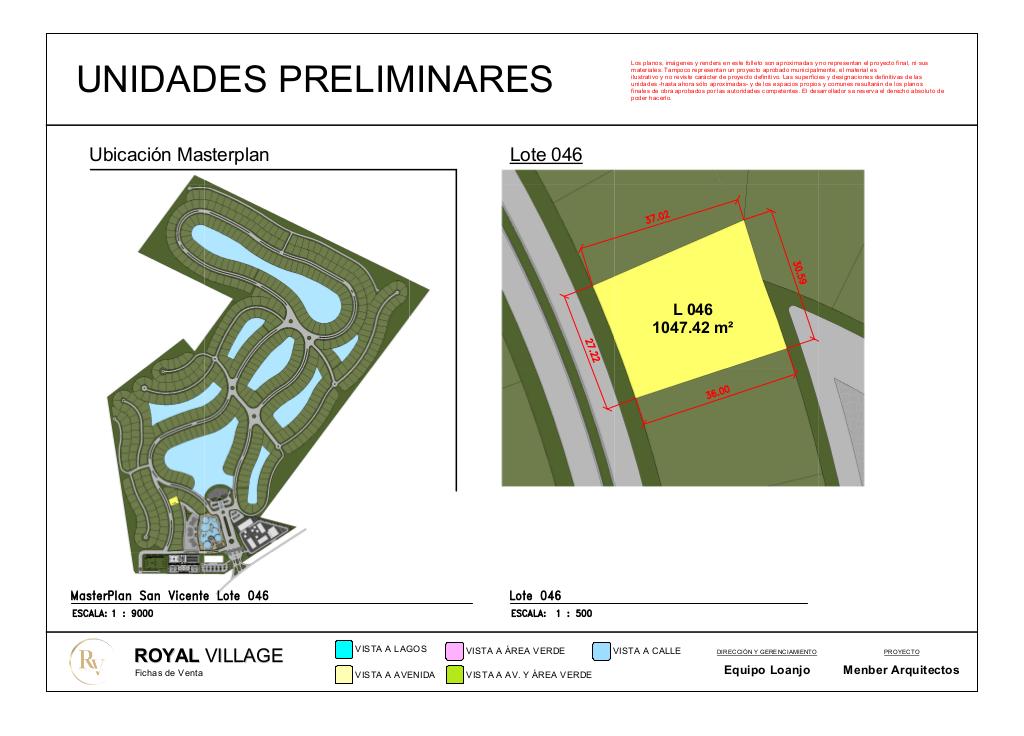 UNIDADES PRELIMINARES
Los planos, imágenes y renders en este folleto son aproximadas y no representan el proyecto final, ni sus
materiales. Tampoco representan un proyecto aprobado municipalmente, el material es
ilustrativo y no reviste carácter de proyecto definitivo. Las superficies y designaciones definitivas de las
unidades -hasta ahora sólo aproximadas- y de los espacios propios y comunes resultarán de los planos
finales de obra aprobados por las autoridades competentes. El desarrollador se reserva el derecho absoluto de
poder hacerlo.
Ubicación Masterplan
Lote 046
37.02
30.59
L 046
1047.42 m²
27.22
36.00
MasterPlan San Vicente Lote 046
ESCALA: 1 : 9000
Lote 046
ESCALA: 1 : 500
RV
ROYAL VILLAGE
Fichas de Venta
VISTA A LAGOS
VISTA A ÁREA VERDE
VISTA A CALLE
VISTA A AVENIDA
VISTA A AV. Y ÁREA VERDE
DIRECCIÓN Y GERENCIAMIENTO
Equipo Loanjo
PROYECTO
Menber Arquitectos